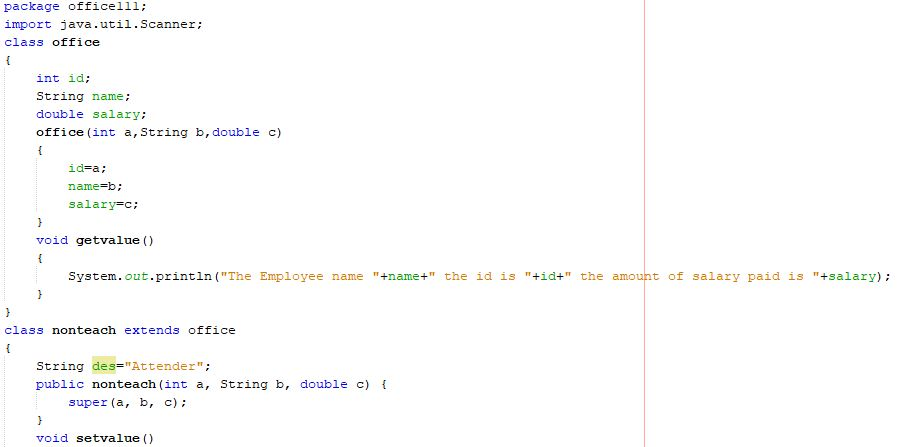 package office111;
import java.util.Scanner;
class office
{
    int id;
    String name;
    double salary;
    office(int a,String b,double c)
    {
        id=a;
        name=b;
        salary=c;
    }
    void getvalue()
    {
        System.out.println("The Employee name "+name+" the id is "+id+" the amount of salary paid is "+salary);
    }
}
class nonteach extends office
{
    String des="Attender";
    public nonteach(int a, String b, double c) {
        super(a, b, c);
    }
    void setvalue()